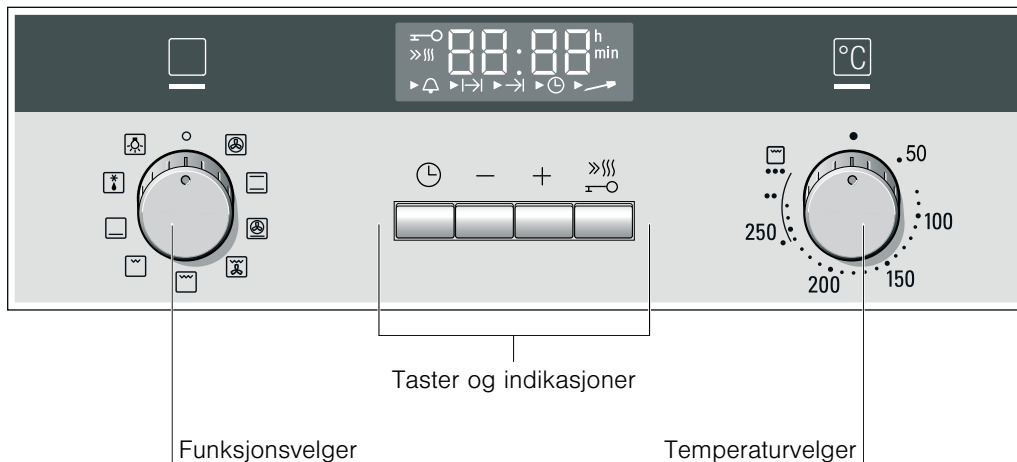 88:88 h
min
°C
50
100
150
200
250
Taster og indikasjoner
Funksjonsvelger
Temperaturvelger